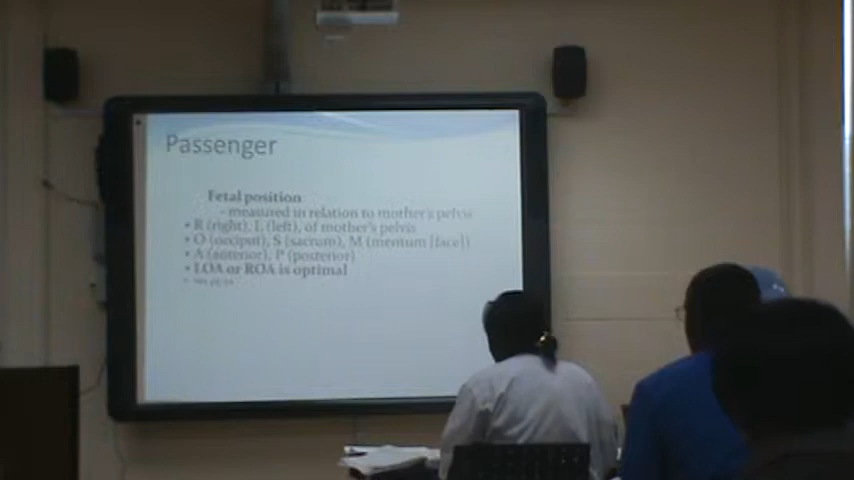 Passenger
Fetal position
- measured in relation to mother's pelvis
• R (right), L (left), of mother's pelvis
• O (occiput), S (sacrum), M (mentum [face])
• A (anterior), P (posterior)
• LOA or ROA is optimal